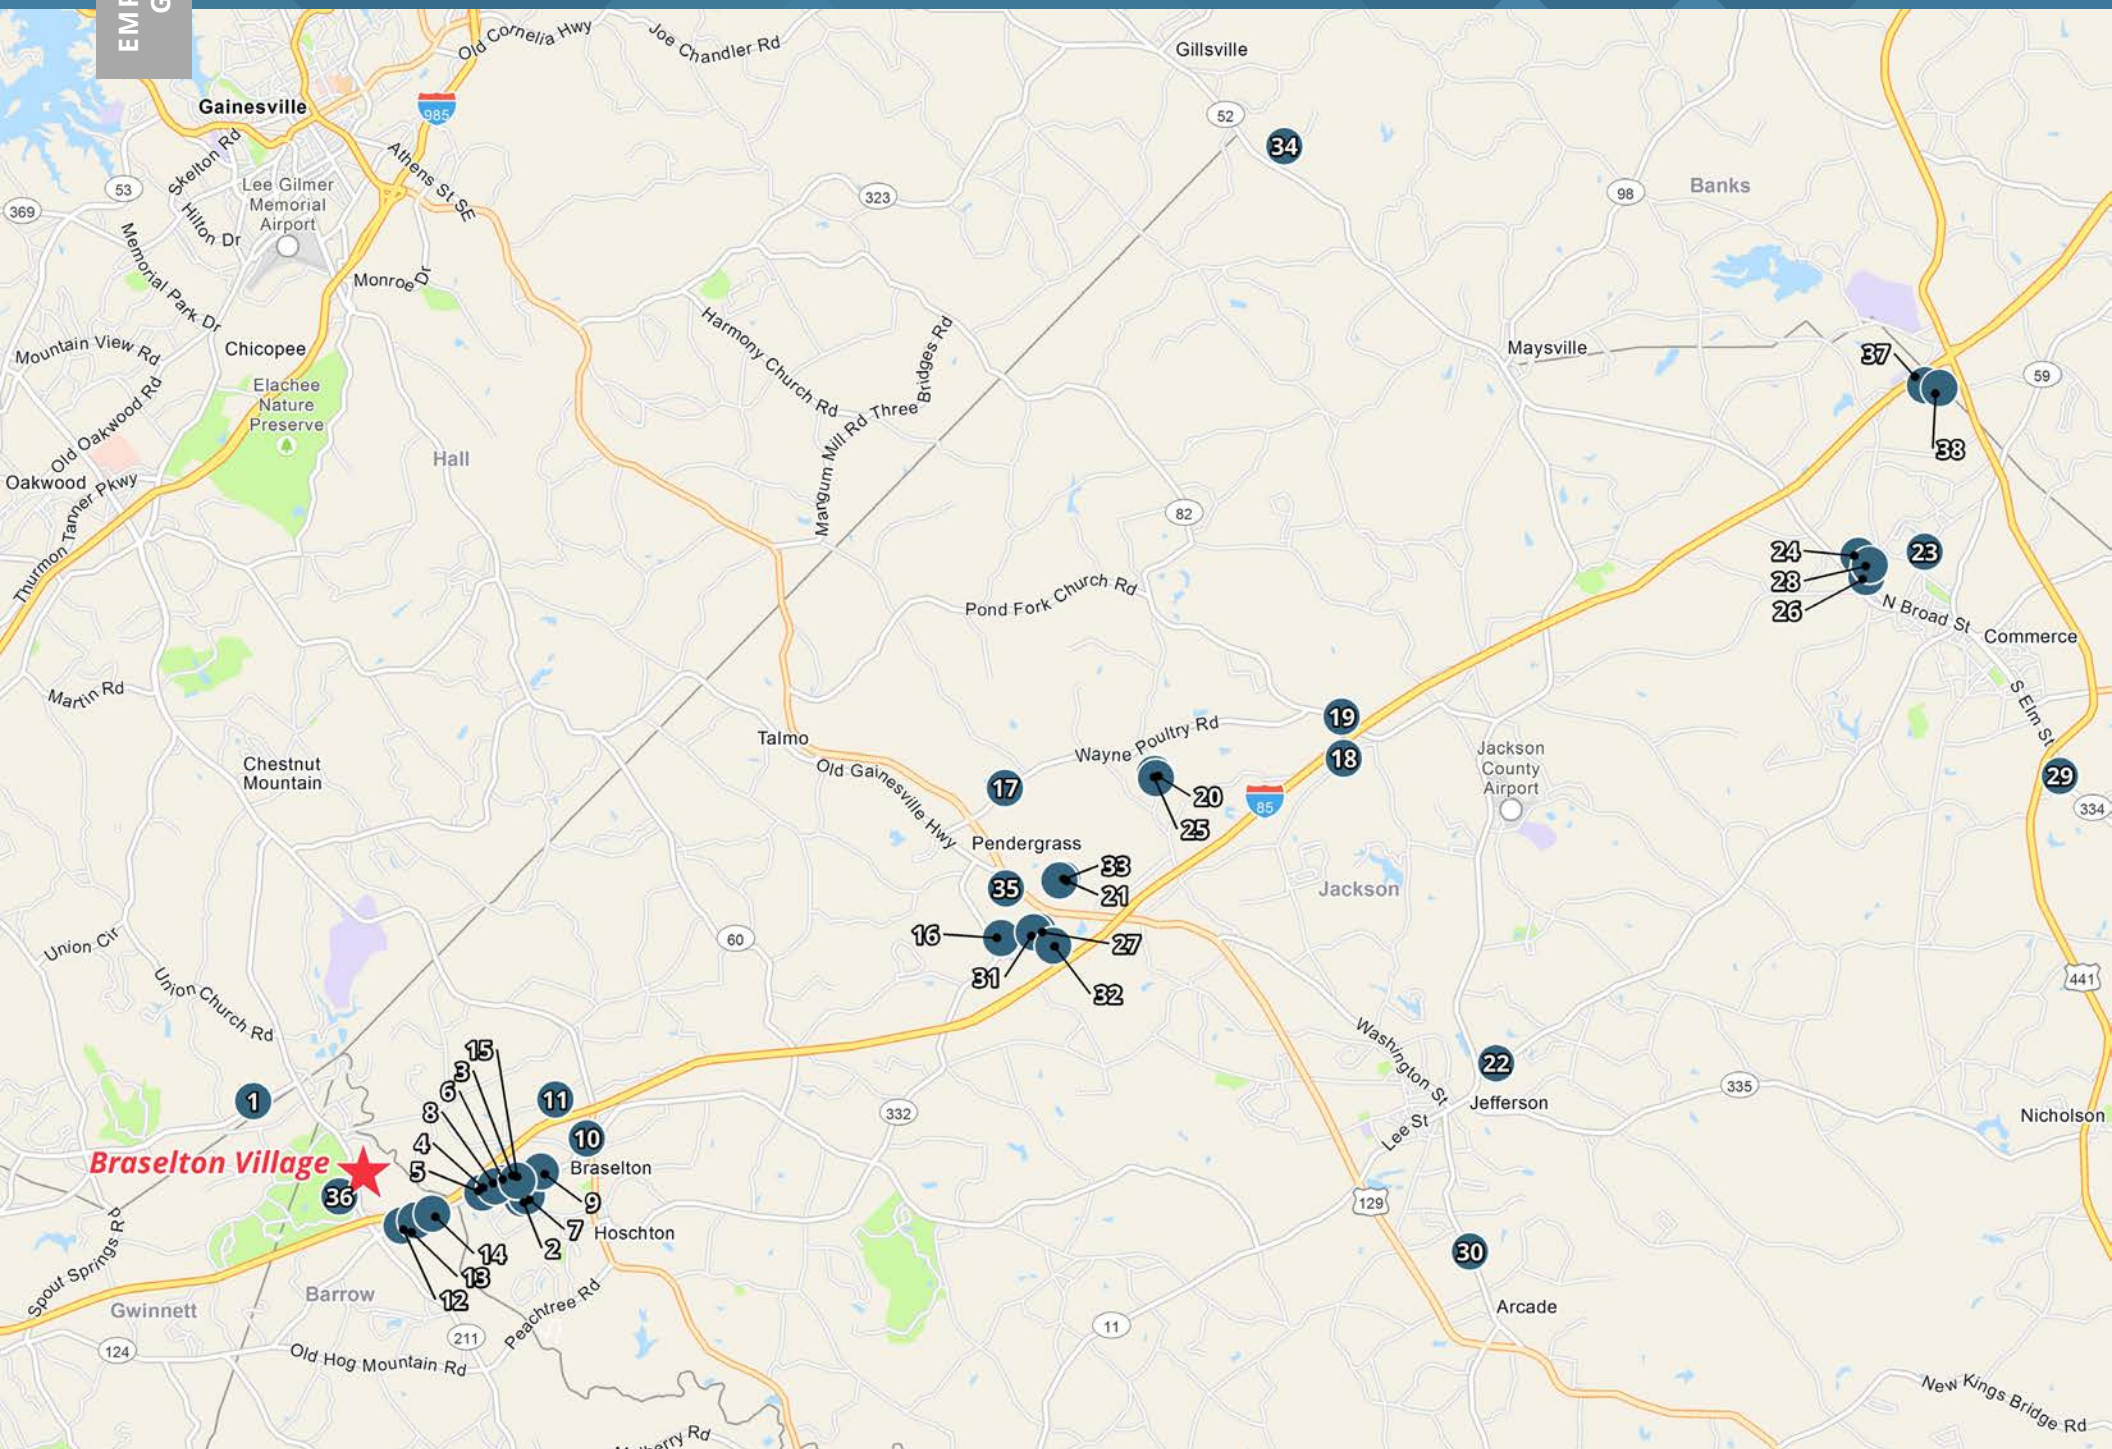 EMP
G
Old Cornelia Hwy
Joe Chandler Rd
Gillsville
985
Gainesville
52
34
Athens St SE
Skelton Rd
53
Lee Gilmer
Memorial
Airport
323
98
Banks
369
Hilton Dr
Memorial Park Dr
Monroe Dr
Harmony Church Rd
Three Bridges Rd
Mangum Mill Rd
Mountain View Rd
Chicopee
Maysville
37
59
Elachee
Nature
Preserve
Old Oakwood Rd
38
Hall
Oakwood
Thurmon Tanner Pkwy
82
24
23
28
26
Pond Fork Church Rd
N Broad St
Commerce
Martin Rd
S Elm St
19
Talmo
Wayne Poultry Rd
18
Jackson
County
Airport
Chestnut
Mountain
Old Gainesville Hwy
17
20
25
85
29
334
Pendergrass
33
21
35
Jackson
16
27
31
32
60
Union Cir
Union Church Rd
441
Washington St
15
3
6
8
4
5
11
1
10
332
22
335
Jefferson
Lee St
Nicholson
Braselton Village
36
Braselton
9
7
2
Hoschton
14
13
12
129
30
Spout Springs Rd
Gwinnett
Barrow
Peachtree Rd
Arcade
124
211
11
Old Hog Mountain Rd
New Kings Bridge Rd
Rd